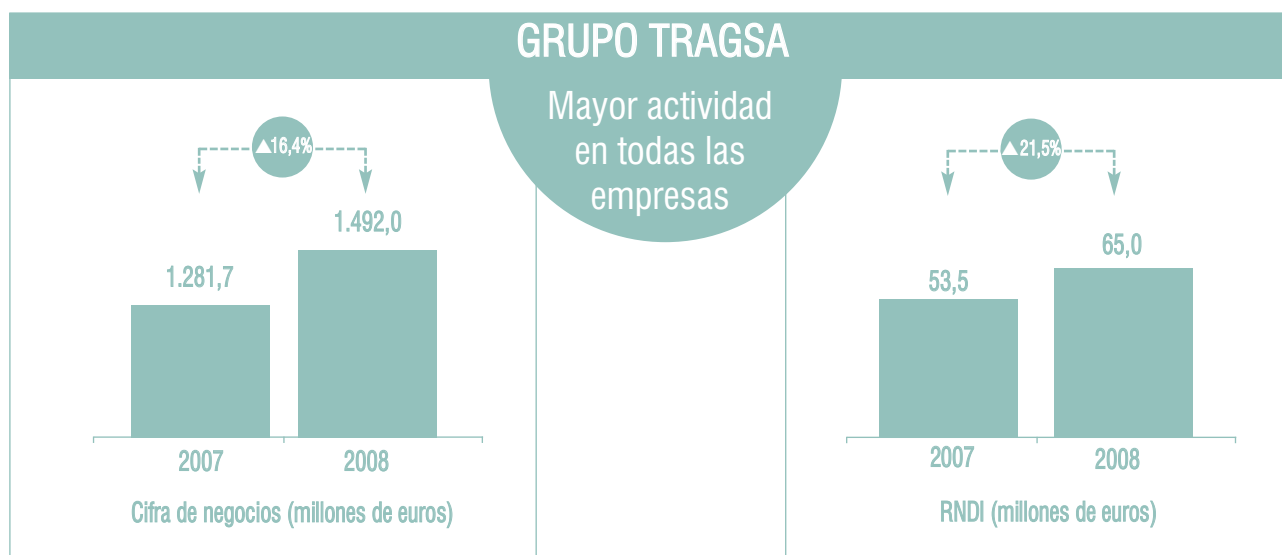 GRUPO TRAGSA
Mayor actividad
en todas las
empresas
▲16,4%
1.281,7
1.492,0
2007
2008
Cifra de negocios (millones de euros)
▲21,5%
53,5
65,0
2007
2008
RNDI (millones de euros)